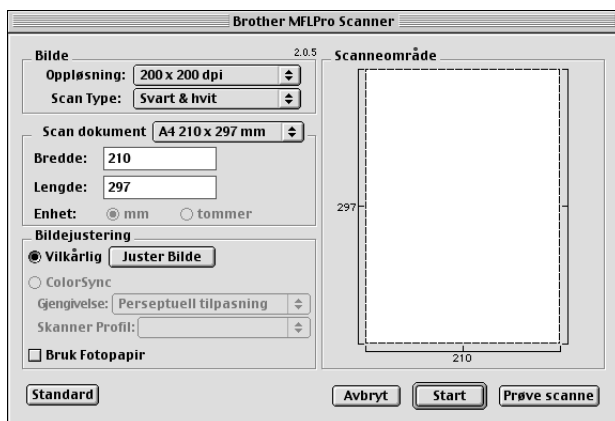 Brother MFLPro Scanner
Bilde
2.0.5
Oppløsning: 200 x 200 dpi
Scan Type: Svart & hvit
Scan dokument A4 210 x 297 mm
Bredde: 210
Lengde: 297
Enhet: mm tommer
Bildejustering
Vilkårlig Juster Bilde
ColorSync
Gjengivelse: Perseptuell tilpasning
Skanner Profil:
Bruk Fotopapir
Scanneområde
297
210
Standard
Avbryt Start Prøve scanne